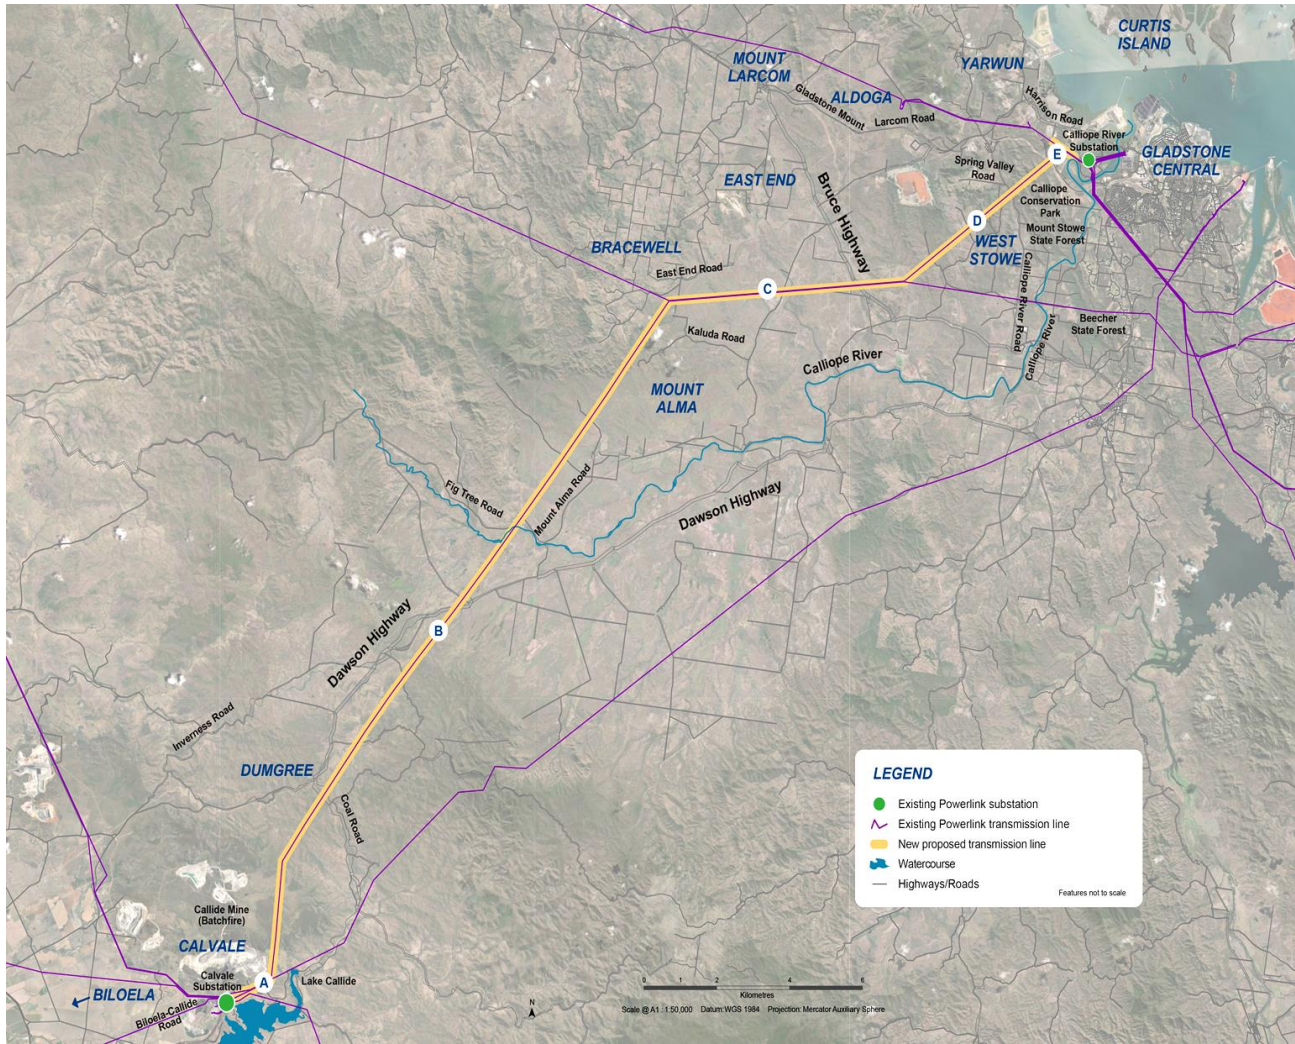 CURTIS
ISLAND
MOUNT
LARCOM
YARWUN
ALDOGA
Gladstone Mount
Larcom Road
Harrison Road
Calliope River
Substation
E
GLADSTONE
CENTRAL
Spring Valley
Road
EAST END
Bruce Highway
Calliope
Conservation
Park
D
Mount Stowe
State Forest
WEST
STOWE
BRACEWELL
East End Road
C
Calliope River Road
Calliope River
Beecher
State Forest
Kaluda Road
Calliope River
MOUNT
ALMA
Fig Tree Road
Mount Alma Road
Dawson Highway
Dawson Highway
B
Inverness Road
DUMGREE
Coal Road
LEGEND
Existing Powerlink substation
Existing Powerlink transmission line
New proposed transmission line
Watercourse
Highways/Roads
Features not to scale
Callide Mine
(Batchfire)
CALVALE
Calvale
Substation
A
Lake Callide
BILOELA
Biloela-Callide
Road
N
0 1 2 4 6
Kilometres
Scale @ A1 : 1:50,000 Datum: WGS 1984 Projection: Mercator Auxiliary Sphere